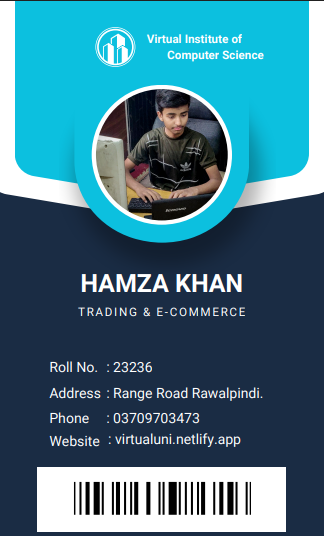 Virtual Institute of
Computer Science
HAMZA KHAN
TRADING & E-COMMERCE
Roll No. : 23236
Address : Range Road Rawalpindi.
Phone : 03709703473
Website : virtualuni.netlify.app